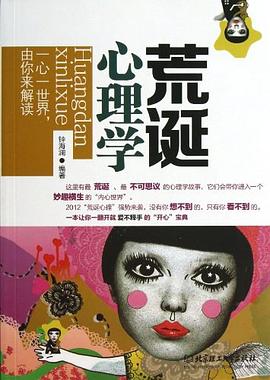 荒诞
心理学
Huangdan
xinlixue
一心一世界，
由你来解读
钟海澜 编著
这里有最 荒诞 、最 不可思议 的心理学故事，它们会带你进入一个
妙趣横生 的“内心世界”。
2012“荒诞心裸”强势来袭，没有你 想不到 的，只有你 看不到 的。
一本让你一翻开就 爱不释手 的“开心”宝典
北京理工大学出版社